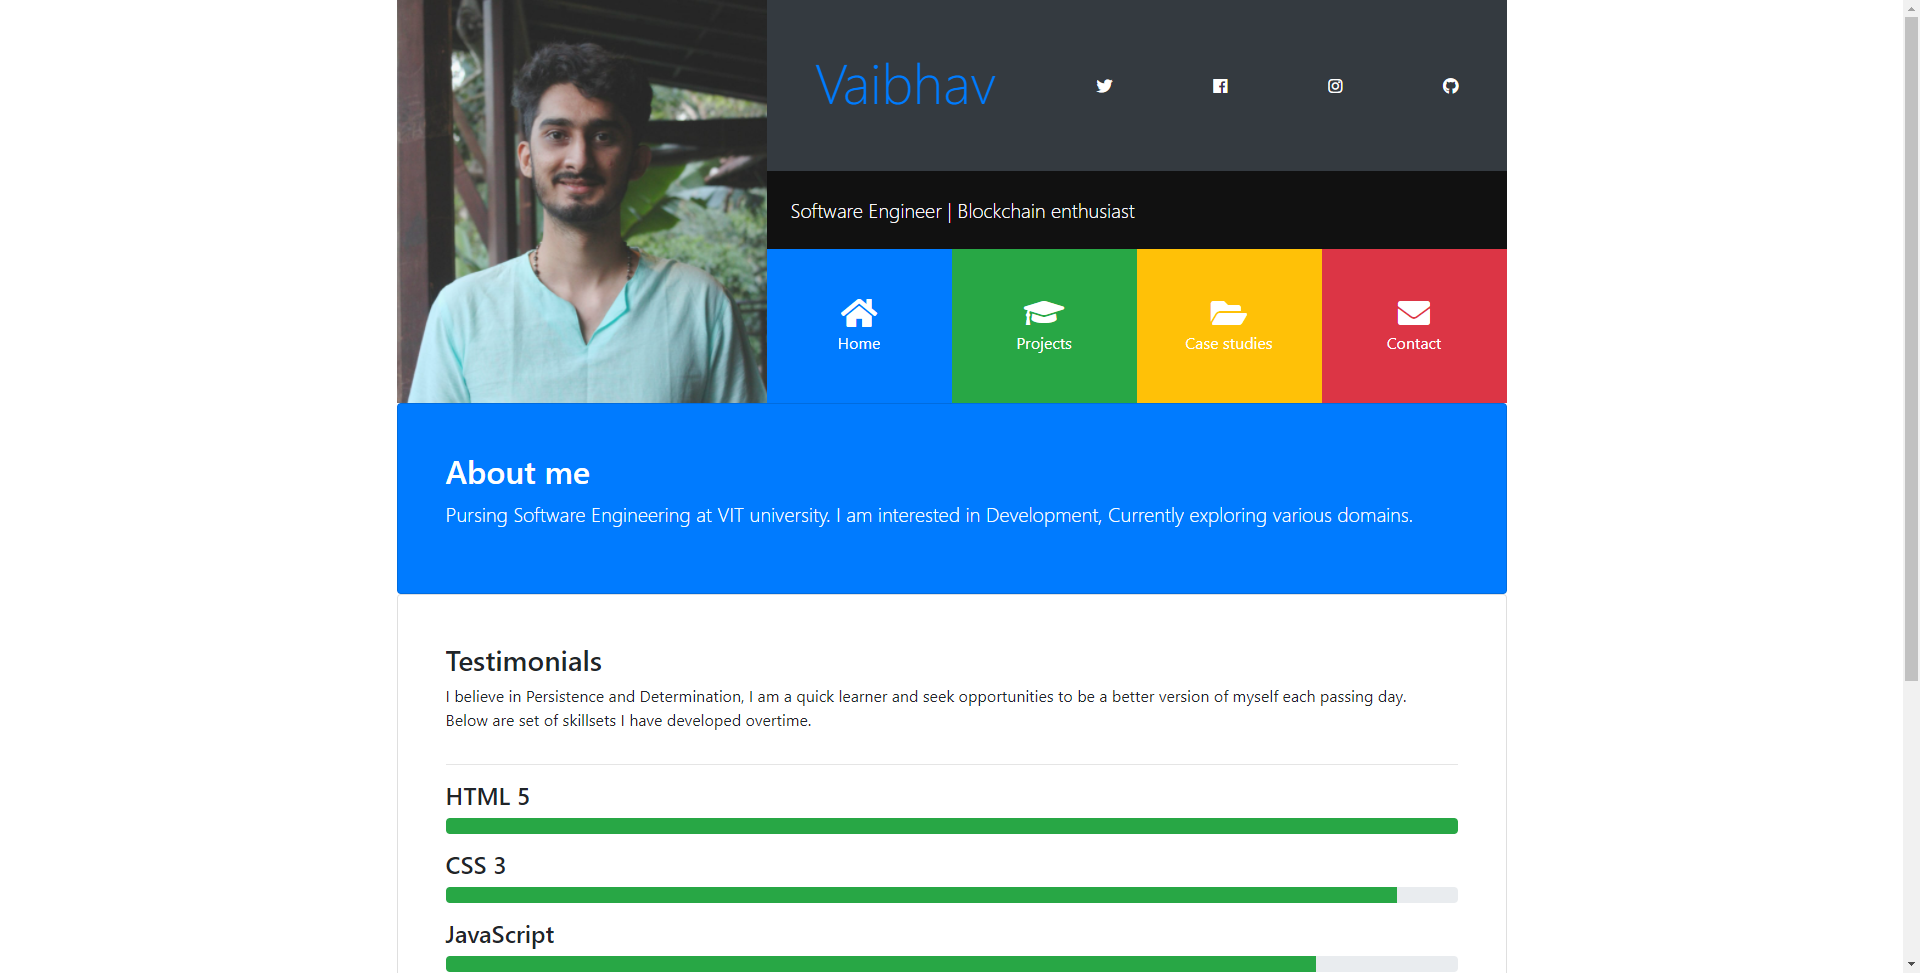 Vaibhav
Software Engineer | Blockchain enthusiast
Home
Projects
Case studies
Contact
About me
Pursing Software Engineering at VIT university. I am interested in Development, Currently exploring various domains.
Testimonials
I believe in Persistence and Determination, I am a quick learner and seek opportunities to be a better version of myself each passing day.
Below are set of skillsets I have developed overtime.
HTML 5
CSS 3
JavaScript